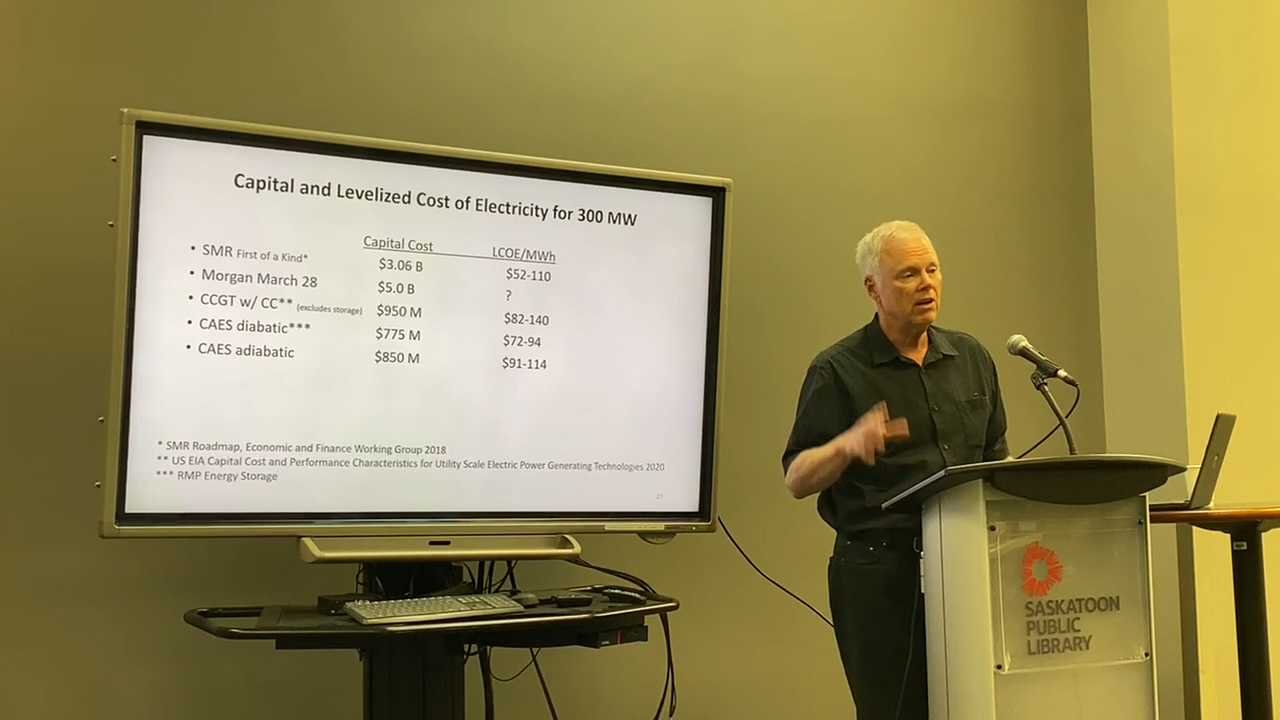 Capital and Levelized Cost of Electricity for 300 MW
Capital Cost LCOE/MWh
• SMR First of a Kind* $3.06 B $52-110
• Morgan March 28 $5.0 B ?
• CCGT w/ CC** (excludes storage) $950 M $82-140
• CAES diabatic*** $775 M $72-94
• CAES adiabatic $850 M $91-114
* SMR Roadmap, Economic and Finance Working Group 2018
** US EIA Capital Cost and Performance Characteristics for Utility Scale Electric Power Generating Technologies 2020
*** RMP Energy Storage
27
SASKATOON
PUBLIC
LIBRARY